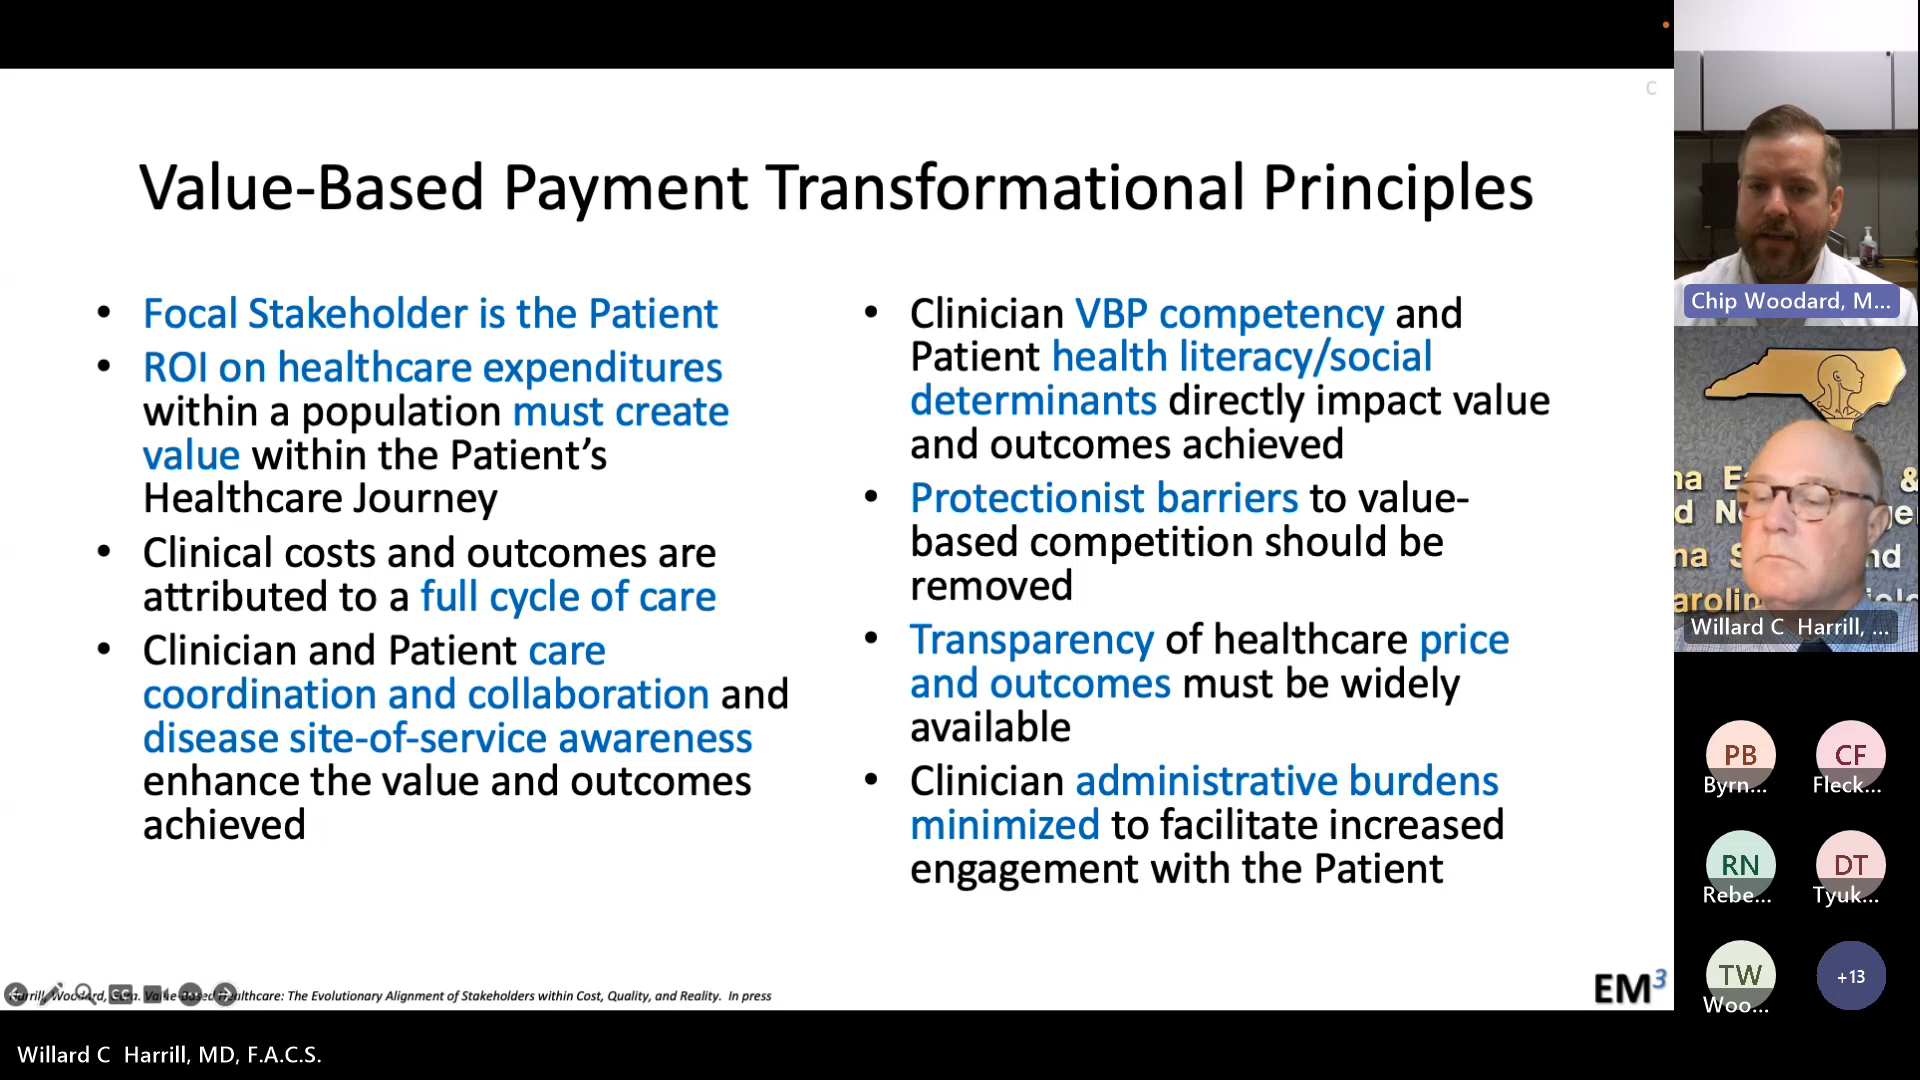 C
Value-Based Payment Transformational Principles
• Focal Stakeholder is the Patient
• ROI on healthcare expenditures
within a population must create
value within the Patient's
Healthcare Journey
• Clinical costs and outcomes are
attributed to a full cycle of care
• Clinician and Patient care
coordination and collaboration and
disease site-of-service awareness
enhance the value and outcomes
achieved
• Clinician VBP competency and
Patient health literacy/social
determinants directly impact value
and outcomes achieved
• Protectionist barriers to value-
based competition should be
removed
• Transparency of healthcare price
and outcomes must be widely
available
• Clinician administrative burdens
minimized to facilitate increased
engagement with the Patient
Value-Based Healthcare: The Evolutionary Alignment of Stakeholders within Cost, Quality, and Reality. In press
EM3
Willard C Harrill, MD, F.A.C.S.
Chip Woodard, M...
Willard C Harrill, ...
PB
Byrn...
CF
Fleck...
RN
Rebe...
DT
Tyuk...
TW
Woo...
+13